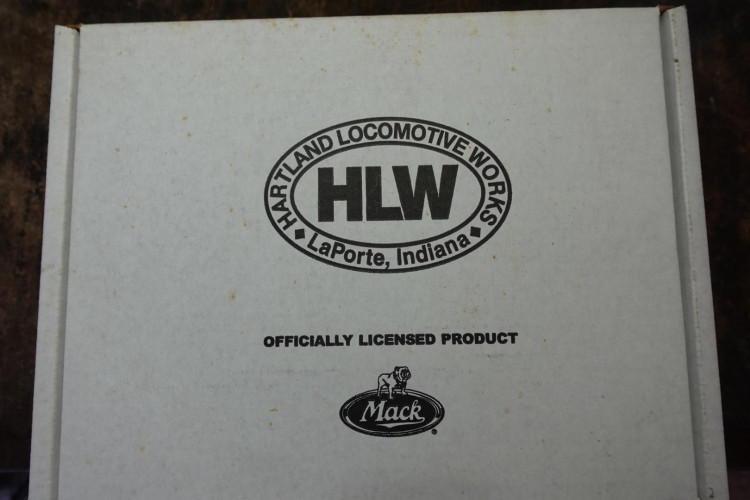 HARTLAND LOCOMOTIVE WORKS
HLW
LaPorte, Indiana
OFFICIALLY LICENSED PRODUCT
Mack
®